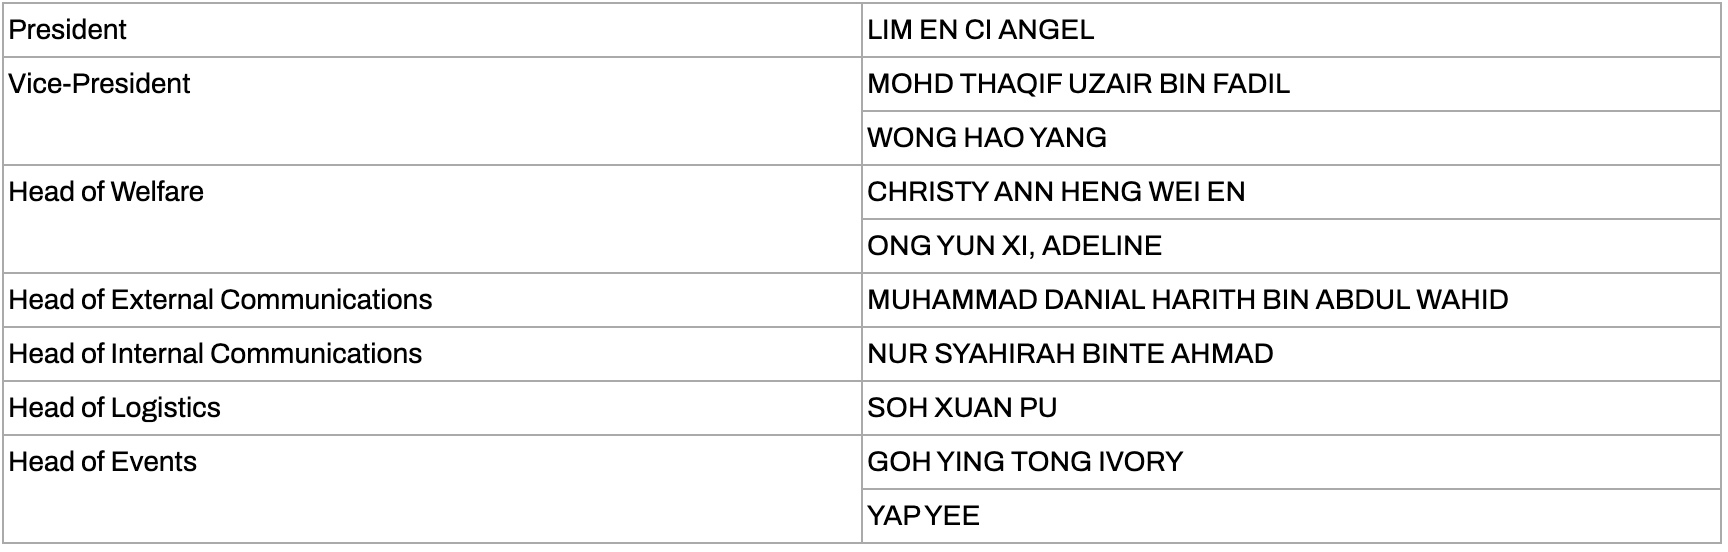 President LIM EN CI ANGEL
Vice-President MOHD THAQIF UZAIR BIN FADIL
WONG HAO YANG
Head of Welfare CHRISTY ANN HENG WEI EN
ONG YUN XI, ADELINE
Head of External Communications MUHAMMAD DANIAL HARITH BIN ABDUL WAHID
Head of Internal Communications NUR SYAHIRAH BINTE AHMAD
Head of Logistics SOH XUAN PU
Head of Events GOH YING TONG IVORY
YAP YEE